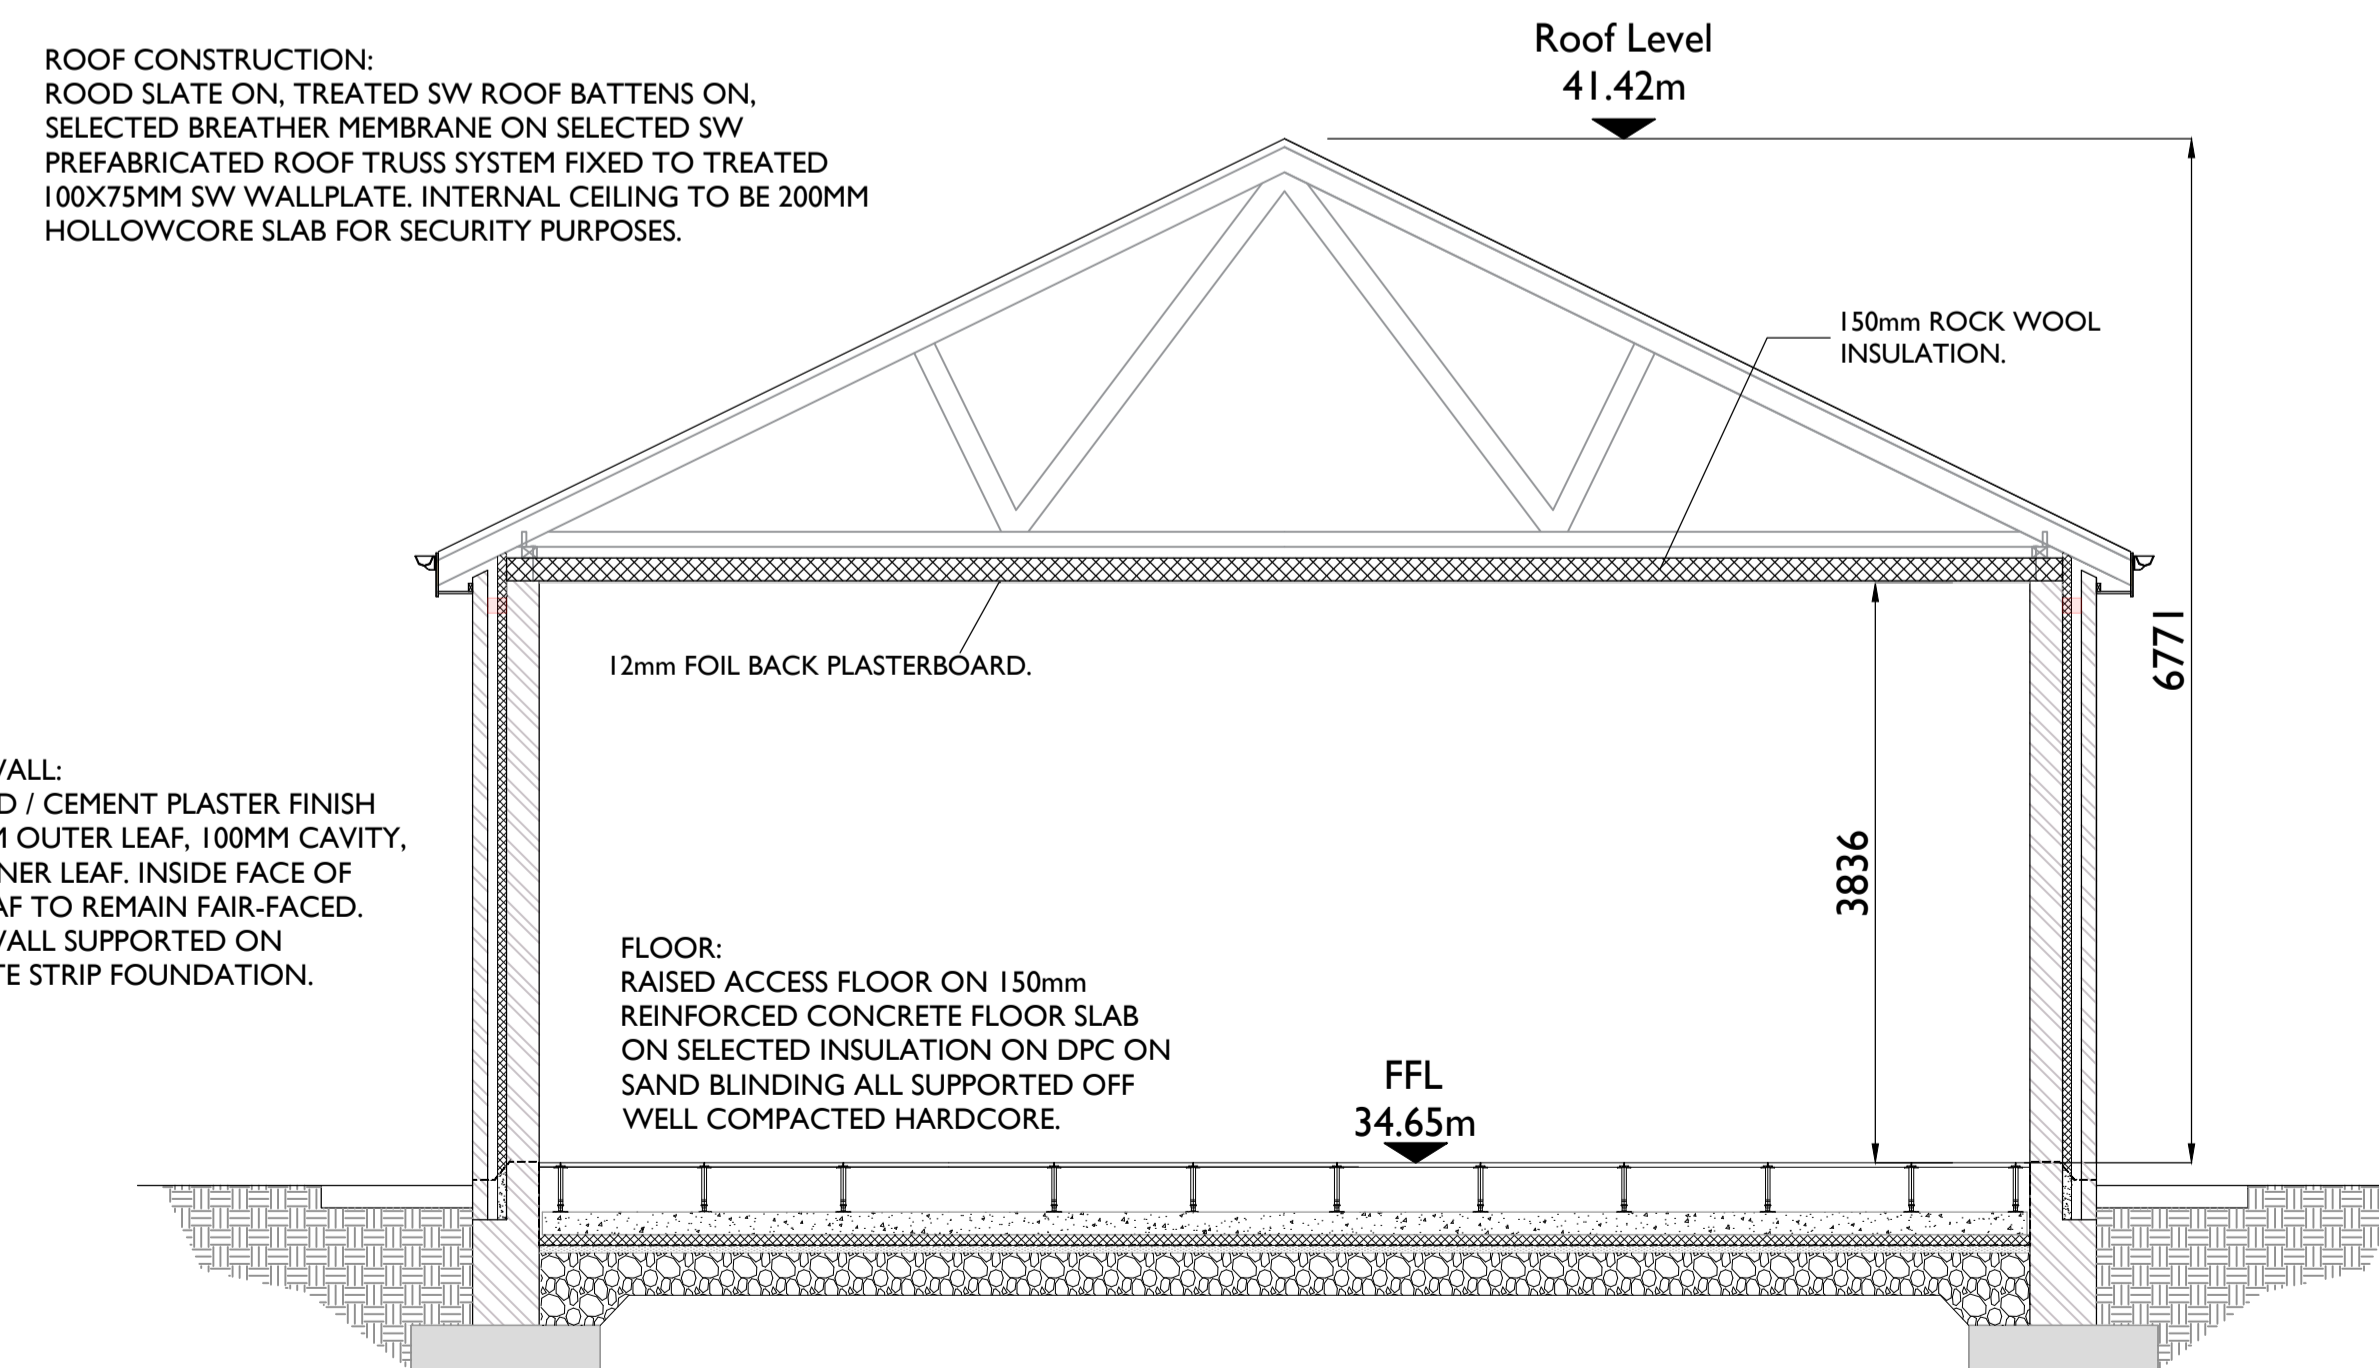 ROOF CONSTRUCTION:
ROOD SLATE ON, TREATED SW ROOF BATTENS ON,
SELECTED BREATHER MEMBRANE ON SELECTED SW
PREFABRICATED ROOF TRUSS SYSTEM FIXED TO TREATED
100X75MM SW WALLPLATE. INTERNAL CEILING TO BE 200MM
HOLLOWCORE SLAB FOR SECURITY PURPOSES.
Roof Level
41.42m
150mm ROCK WOOL
INSULATION.
12mm FOIL BACK PLASTERBOARD.
6771
3836
/ CEMENT PLASTER FINISH
OUTER LEAF, 100MM CAVITY,
LEAF. INSIDE FACE OF
TO REMAIN FAIR-FACED.
SUPPORTED ON
STRIP FOUNDATION.
FLOOR:
RAISED ACCESS FLOOR ON 150mm
REINFORCED CONCRETE FLOOR SLAB
ON SELECTED INSULATION ON DPC ON
SAND BLINDING ALL SUPPORTED OFF
WELL COMPACTED HARDCORE.
FFL
34.65m